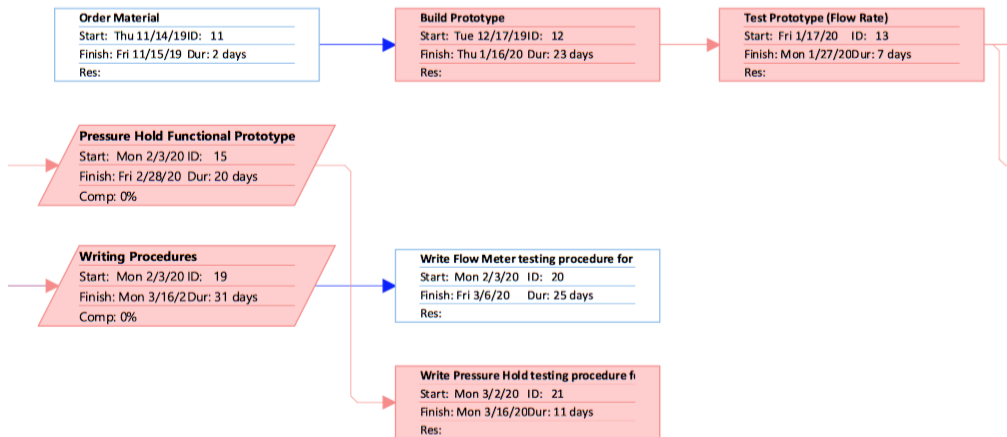 Order Material
Start: Thu 11/14/19ID: 11
Finish: Fri 11/15/19 Dur: 2 days
Res:
Build Prototype
Start: Tue 12/17/19ID: 12
Finish: Thu 1/16/20 Dur: 23 days
Res:
Test Prototype (Flow Rate)
Start: Fri 1/17/20 ID: 13
Finish: Mon 1/27/20Dur: 7 days
Res:
Pressure Hold Functional Prototype
Start: Mon 2/3/20 ID: 15
Finish: Fri 2/28/20 Dur: 20 days
Comp: 0%
Writing Procedures
Start: Mon 2/3/20 ID: 19
Finish: Mon 3/16/2Dur: 31 days
Comp: 0%
Write Flow Meter testing procedure for
Start: Mon 2/3/20 ID: 20
Finish: Fri 3/6/20 Dur: 25 days
Res:
Write Pressure Hold testing procedure f
Start: Mon 3/2/20 ID: 21
Finish: Mon 3/16/20Dur: 11 days
Res: